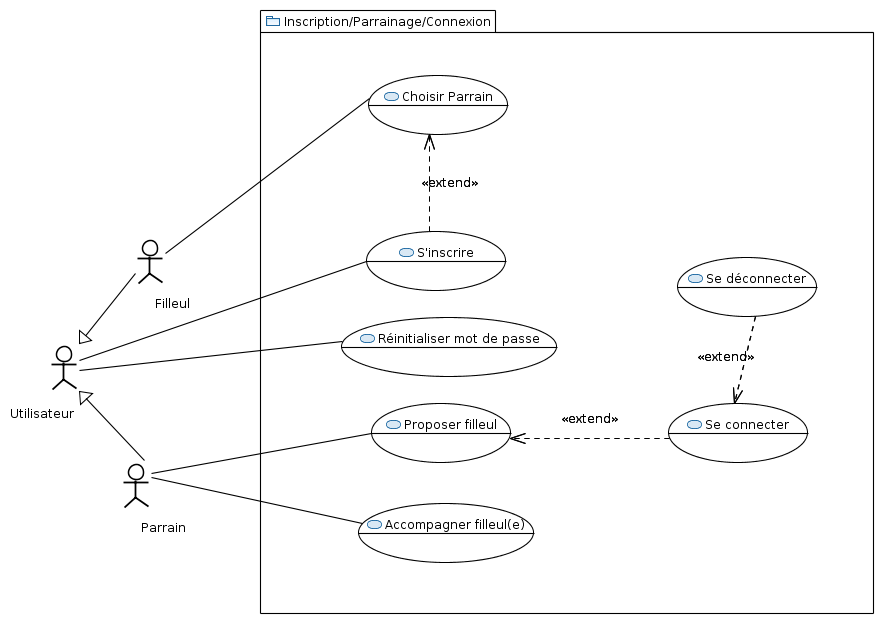 Inscription/Parrainage/Connexion
Choisir Parrain
«extend»
S'inscrire
Filleul
Se déconnecter
Réinitialiser mot de passe
«extend»
Utilisateur
Proposer filleul
«extend»
Se connecter
Parrain
Accompagner filleul(e)